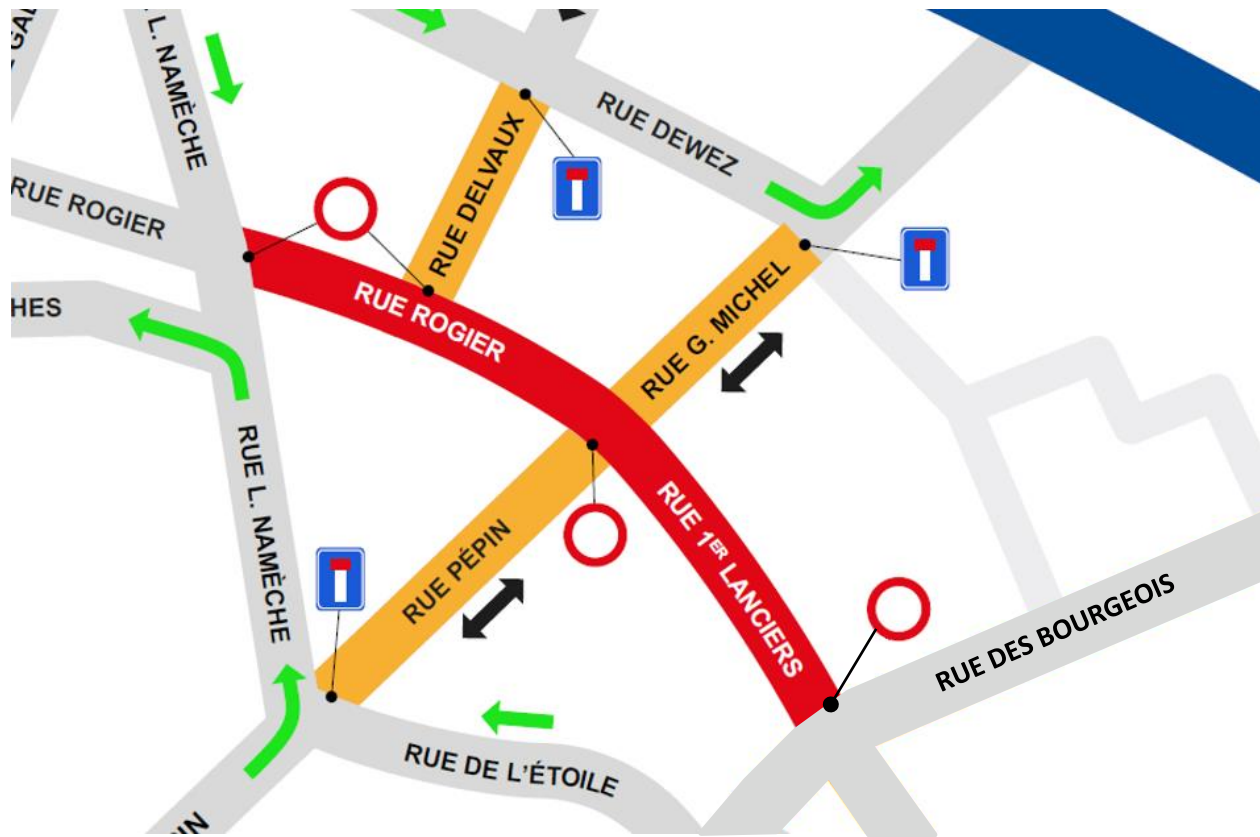 L. NAMÈCHE
RUE DEWEZ
RUE DELVAUX
RUE ROGIER
RUE ROGIER
HES
RUE G. MICHEL
RUE L. NAMÈCHE
RUE PÉPIN
RUE 1ER LANCIERS
RUE DES BOURGEOIS
RUE DE L'ÉTOILE
IN